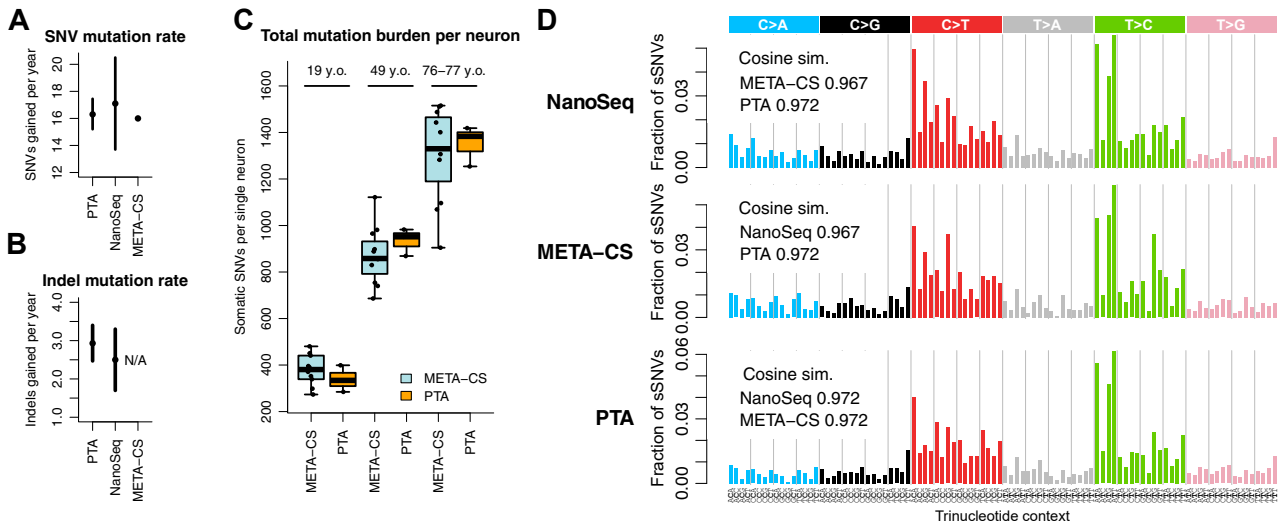 A
SNV mutation rate
SNVs gained per year
12 14 16 18 20
PTA
NanoSeq
META−CS
B
Indel mutation rate
Indels gained per year
1.0 2.0 3.0 4.0
N/A
PTA
NanoSeq
META−CS
C
Total mutation burden per neuron
19 y.o. 49 y.o. 76−77 y.o.
Somatic SNVs per single neuron
200 400 600 800 1000 1200 1400 1600
META−CS
PTA
META−CS
PTA
META−CS
PTA
META−CS
PTA
D
C>A C>G C>T T>A T>C T>G
NanoSeq
Fraction of sSNVs
0.00 0.03
Cosine sim.
META−CS 0.967
PTA 0.972
META−CS
Fraction of sSNVs
0.00 0.03
Cosine sim.
NanoSeq 0.967
PTA 0.972
PTA
Fraction of sSNVs
0.00 0.03 0.06
Cosine sim.
NanoSeq 0.972
META−CS 0.972
Trinucleotide context